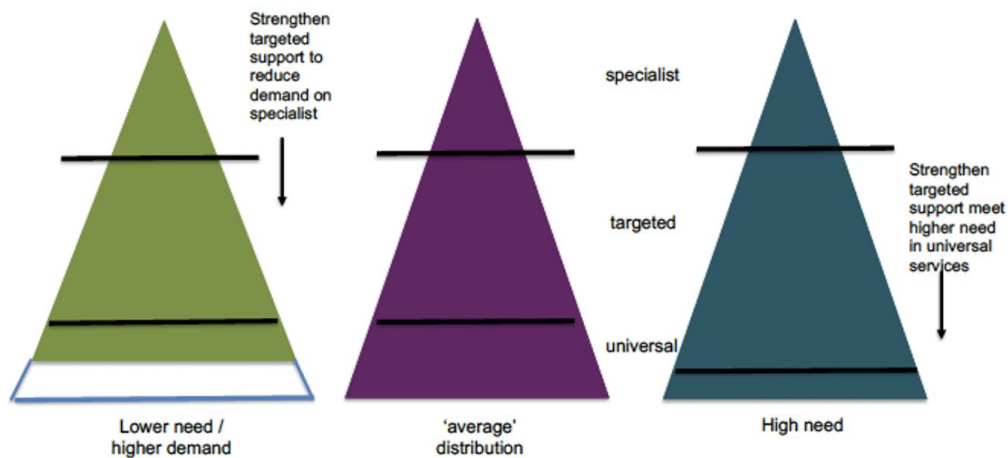 Strengthen
targeted
support to
reduce
demand on
specialist
specialist
targeted
universal
Strengthen
targeted
support meet
higher need
in universal
services
Lower need /
higher demand
‘average’
distribution
High need